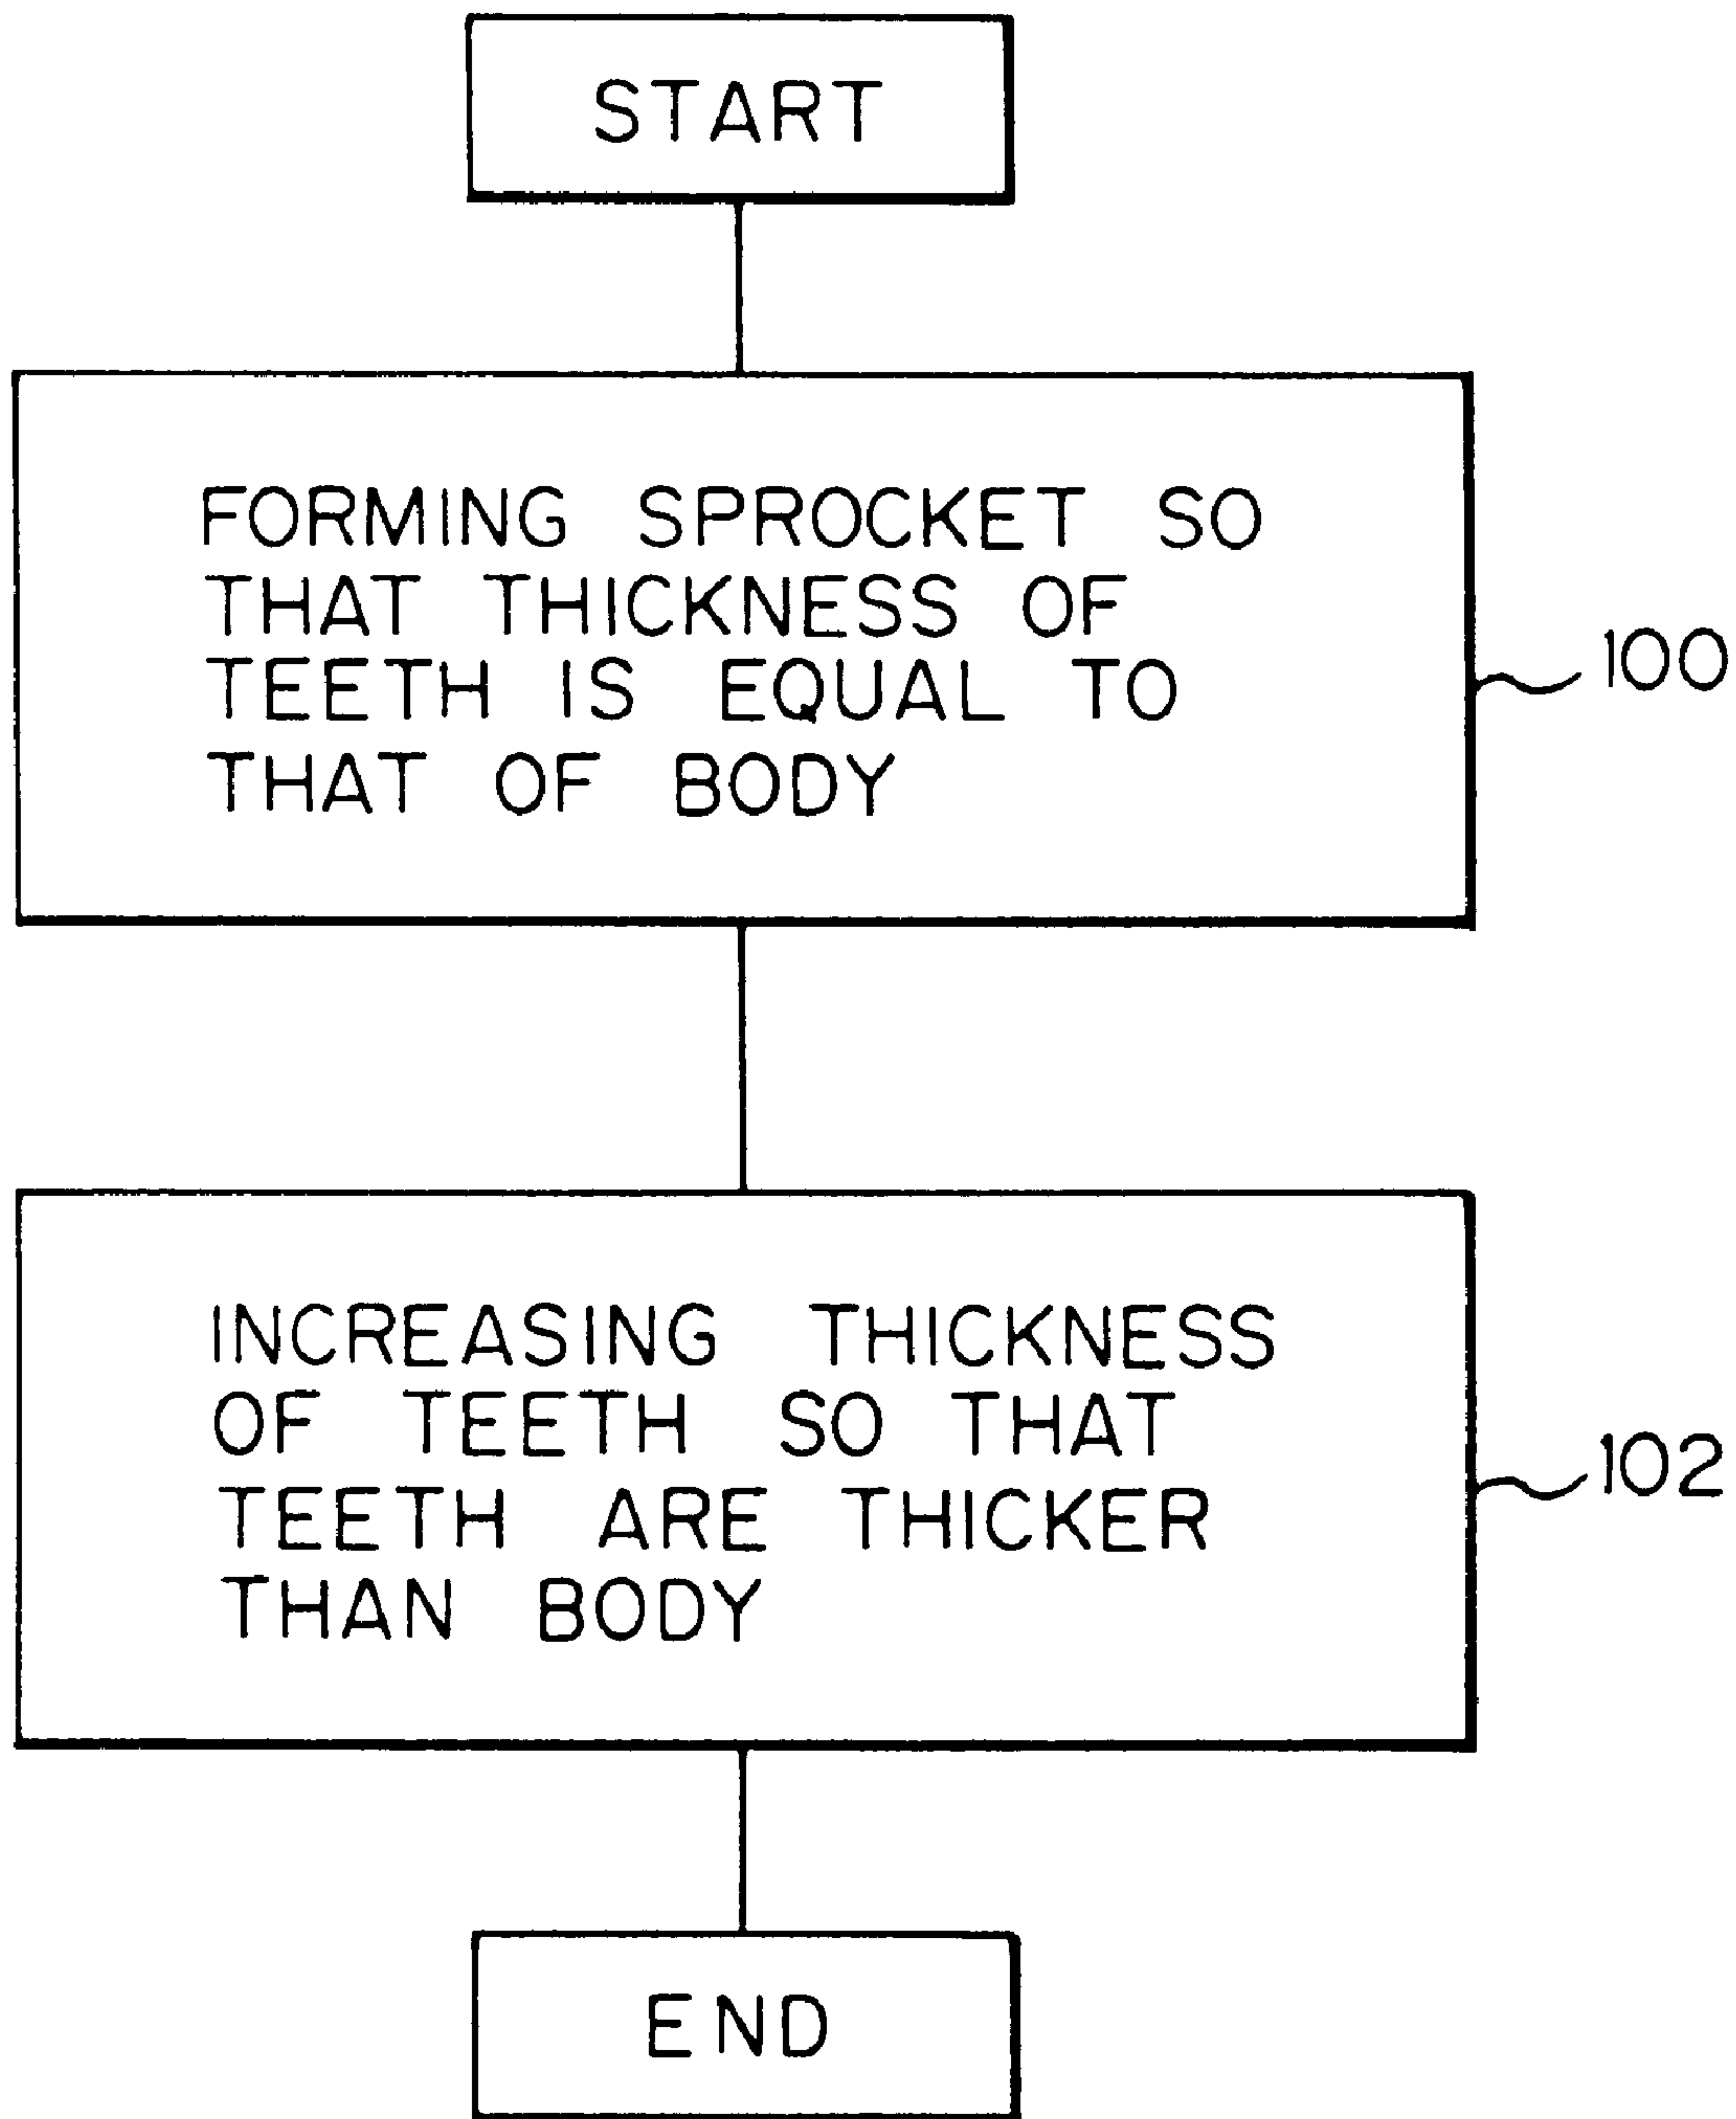 START
FORMING SPROCKET SO
THAT THICKNESS OF
TEETH IS EQUAL TO
THAT OF BODY
100
INCREASING THICKNESS
OF TEETH SO THAT
TEETH ARE THICKER
THAN BODY
102
END